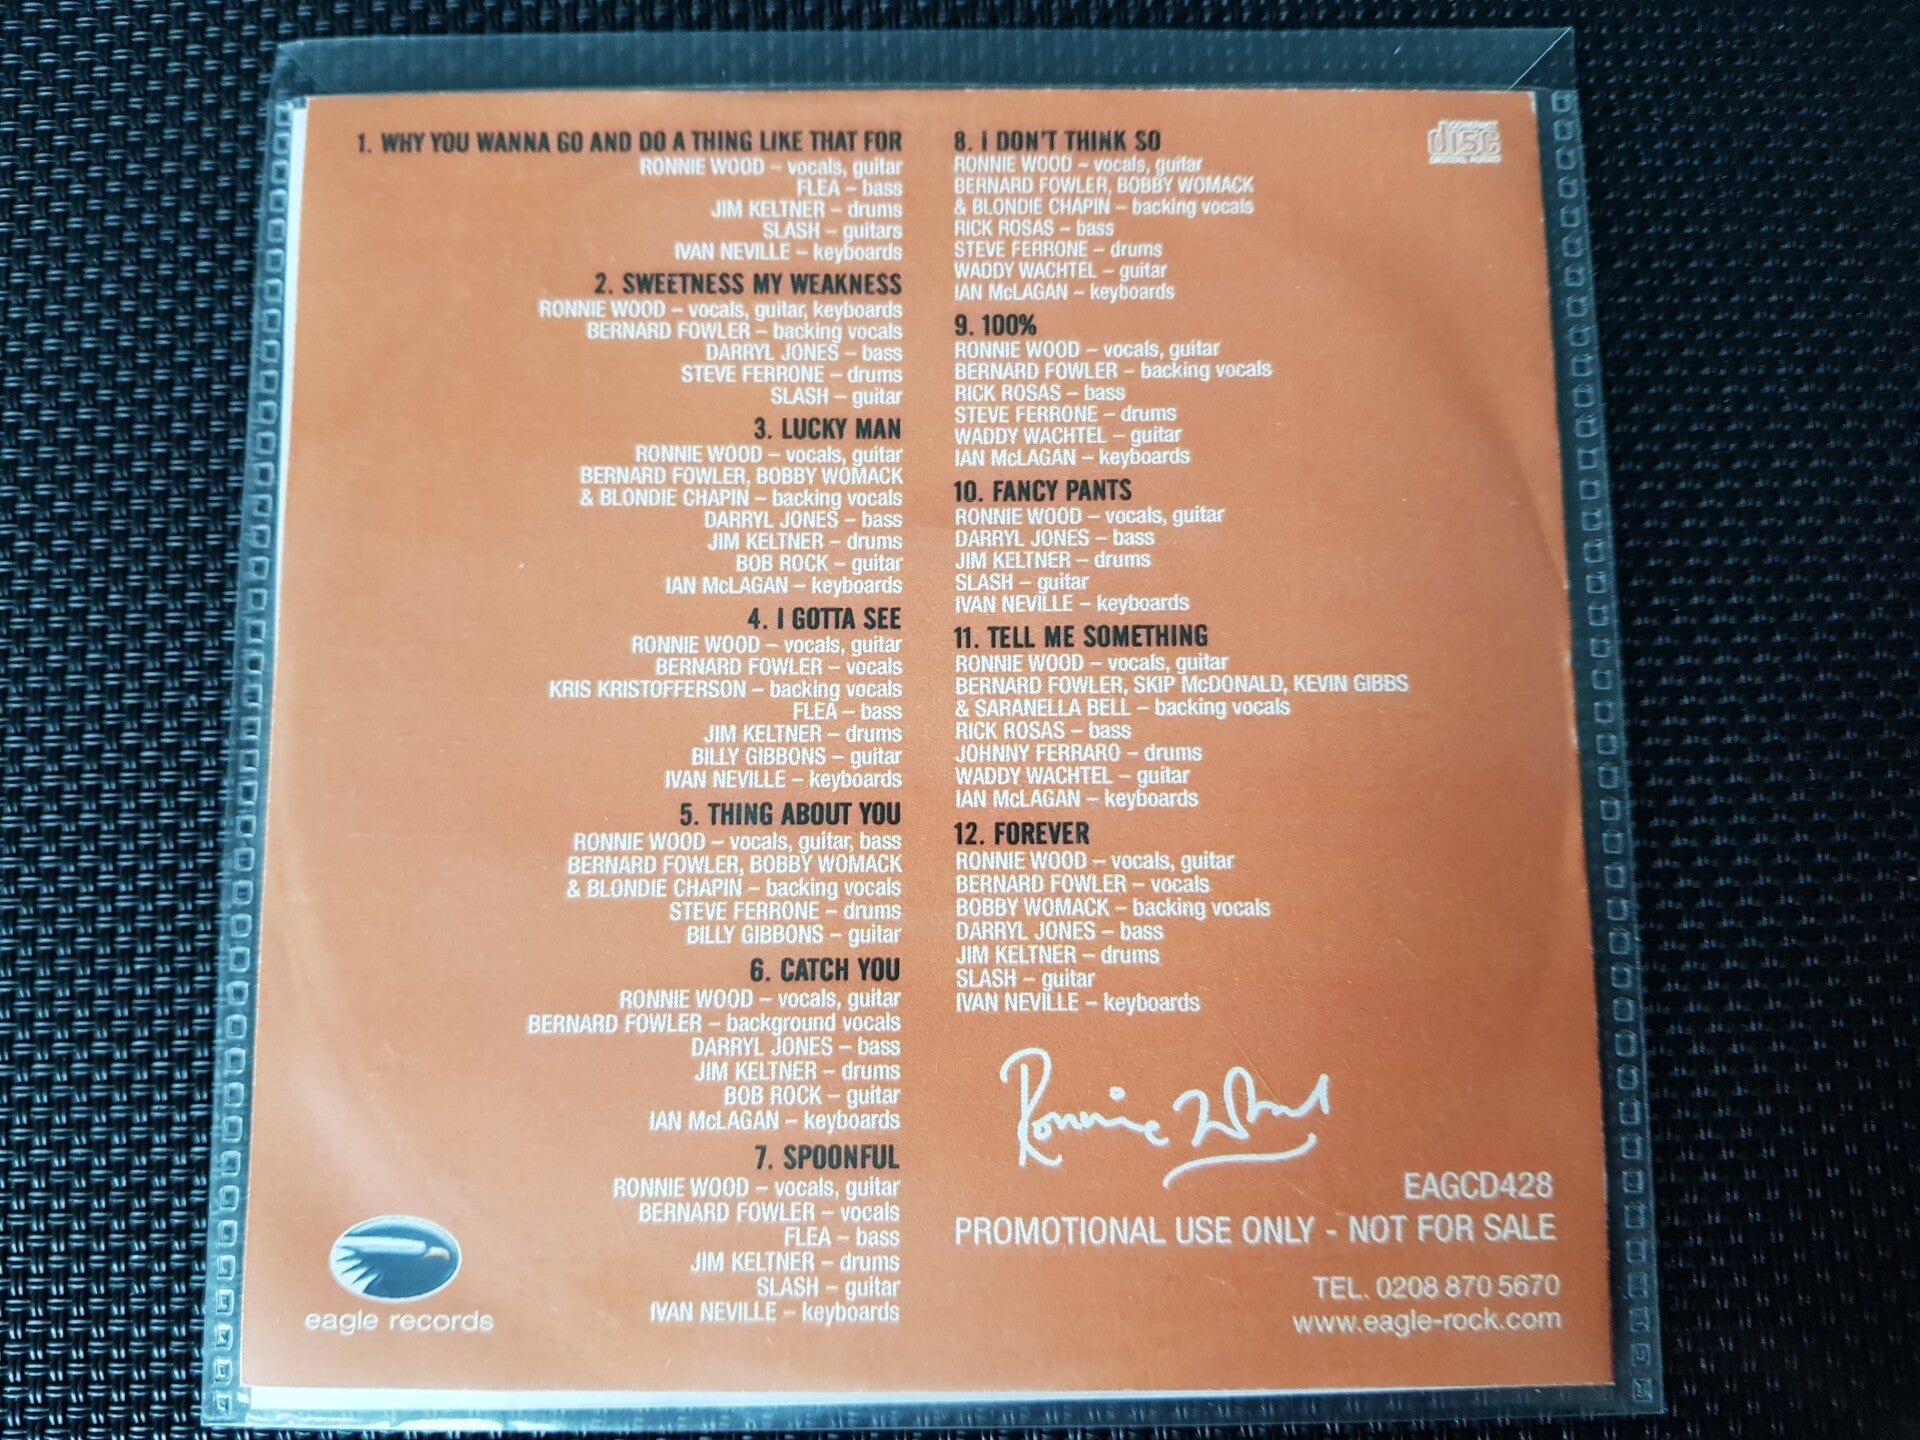 1. WHY YOU WANNA GO AND DO A THING LIKE THAT FOR
RONNIE WOOD – vocals, guitar
FLEA – bass
JIM KELTNER – drums
SLASH – guitars
IVAN NEVILLE – keyboards
2. SWEETNESS MY WEAKNESS
RONNIE WOOD – vocals, guitar, keyboards
BERNARD FOWLER – backing vocals
DARRYL JONES – bass
STEVE FERRONE – drums
SLASH – guitar
3. LUCKY MAN
RONNIE WOOD – vocals, guitar
BERNARD FOWLER, BOBBY WOMACK
& BLONDIE CHAPIN – backing vocals
DARRYL JONES – bass
JIM KELTNER – drums
BOB ROCK – guitar
IAN McLAGAN – keyboards
4. I GOTTA SEE
RONNIE WOOD – vocals, guitar
BERNARD FOWLER – vocals
KRIS KRISTOFFERSON – backing vocals
FLEA – bass
JIM KELTNER – drums
BILLY GIBBONS – guitar
IVAN NEVILLE – keyboards
5. THING ABOUT YOU
RONNIE WOOD – vocals, guitar, bass
BERNARD FOWLER, BOBBY WOMACK
& BLONDIE CHAPIN – backing vocals
STEVE FERRONE – drums
BILLY GIBBONS – guitar
6. CATCH YOU
RONNIE WOOD – vocals, guitar
BERNARD FOWLER – background vocals
DARRYL JONES – bass
JIM KELTNER – drums
BOB ROCK – guitar
IAN McLAGAN – keyboards
7. SPOONFUL
RONNIE WOOD – vocals, guitar
BERNARD FOWLER – vocals
FLEA – bass
JIM KELTNER – drums
SLASH – guitar
IVAN NEVILLE – keyboards
eagle records
8. I DON'T THINK SO
RONNIE WOOD – vocals, guitar
BERNARD FOWLER, BOBBY WOMACK
& BLONDIE CHAPIN – backing vocals
RICK ROSAS – bass
STEVE FERRONE – drums
WADDY WACHTEL – guitar
IAN McLAGAN – keyboards
9. 100%
RONNIE WOOD – vocals, guitar
BERNARD FOWLER – backing vocals
RICK ROSAS – bass
STEVE FERRONE – drums
WADDY WACHTEL – guitar
IAN McLAGAN – keyboards
10. FANCY PANTS
RONNIE WOOD – vocals, guitar
DARRYL JONES – bass
JIM KELTNER – drums
SLASH – guitar
IVAN NEVILLE – keyboards
11. TELL ME SOMETHING
RONNIE WOOD – vocals, guitar
BERNARD FOWLER, SKIP McDONALD, KEVIN GIBBS
& SARANELLA BELL – backing vocals
RICK ROSAS – bass
JOHNNY FERRARO – drums
WADDY WACHTEL – guitar
IAN McLAGAN – keyboards
12. FOREVER
RONNIE WOOD – vocals, guitar
BERNARD FOWLER – vocals
BOBBY WOMACK – backing vocals
DARRYL JONES – bass
JIM KELTNER – drums
SLASH – guitar
IVAN NEVILLE – keyboards
Ronnie Wood
EAGCD428
PROMOTIONAL USE ONLY - NOT FOR SALE
TEL. 0208 870 5670
www.eagle-rock.com
COMPACT
disc
DIGITAL AUDIO